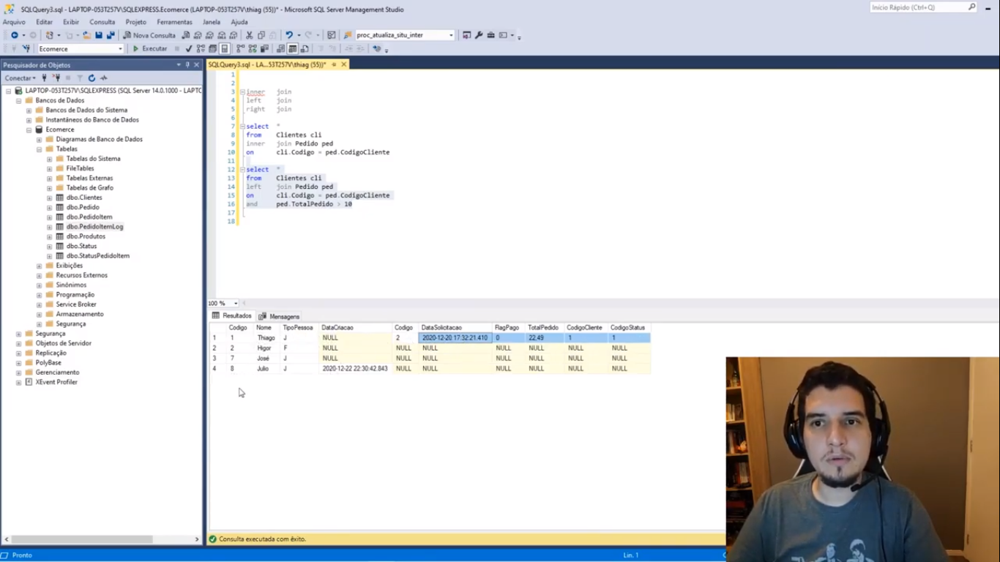 SQLQuery3.sql - LAPTOP-053T257V\SQLEXPRESS.Ecomerce (LAPTOP-053T257V\thiag (55))* - Microsoft SQL Server Management Studio
Início Rápido (Ctrl+Q)
Arquivo Editar Exibir Consulta Projeto Ferramentas Janela Ajuda
Nova Consulta proc_atualiza_situ_inter
Ecomerce Executar
Pesquisador de Objetos
Conectar
LAPTOP-053T257V\SQLEXPRESS (SQL Server 14.0.1000 - LAPTC
Bancos de Dados
Bancos de Dados do Sistema
Instantâneos do Banco de Dados
Ecomerce
Diagramas de Banco de Dados
Tabelas
Tabelas do Sistema
FileTables
Tabelas Externas
Tabelas de Grafo
dbo.Clientes
dbo.Pedido
dbo.PedidoItem
dbo.PedidoItemLog
dbo.Produtos
dbo.Status
dbo.StatusPedidoItem
Exibições
Recursos Externos
Sinônimos
Programação
Service Broker
Armazenamento
Segurança
Segurança
Objetos de Servidor
Replicação
PolyBase
Gerenciamento
XEvent Profiler
SQLQuery3.sql - LA...53T257V\thiag (55))*
1
2
3 inner join
4 left join
5 right join
6
7 select *
8 from Clientes cli
9 inner join Pedido ped
10 on cli.Codigo = ped.CodigoCliente
11
12 select *
13 from Clientes cli
14 left join Pedido ped
15 on cli.Codigo = ped.CodigoCliente
16 and ped.TotalPedido > 10
17
18
100 %
Resultados Mensagens
Codigo Nome TipoPessoa DataCriacao Codigo DataSolicitacao FlagPago TotalPedido CodigoCliente CodigoStatus
1 1 Thiago J NULL 2 2020-12-20 17:32:21.410 0 22,49 1 1
2 2 Higor F NULL NULL NULL NULL NULL NULL NULL
3 7 José J NULL NULL NULL NULL NULL NULL NULL
4 8 Julio J 2020-12-22 22:30:42.843 NULL NULL NULL NULL NULL NULL
Consulta executada com êxito.
Pronto
Lin. 1